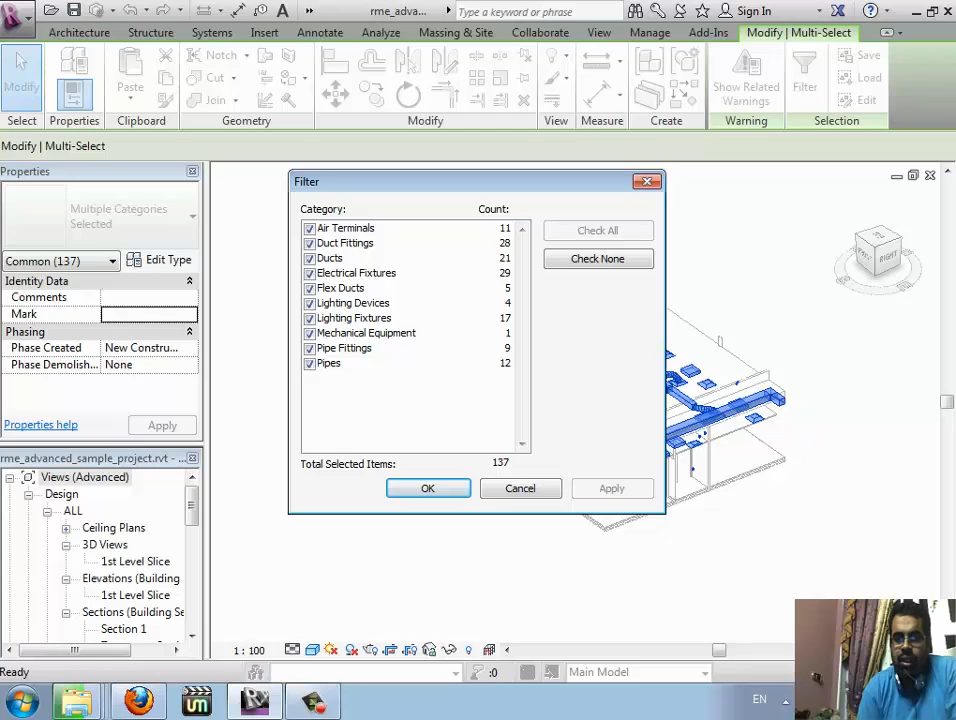 rme_adva...
Type a keyword or phrase
Sign In
Architecture Structure Systems Insert Annotate Analyze Massing & Site Collaborate View Manage Add-Ins Modify | Multi-Select
Modify
Paste
Notch
Cut
Join
Show Related Warnings
Filter
Save
Load
Edit
Select Properties Clipboard Geometry Modify View Measure Create Warning Selection
Modify | Multi-Select
Properties
Multiple Categories
Selected
Common (137) Edit Type
Identity Data
Comments
Mark
Phasing
Phase Created New Constru...
Phase Demolish... None
Properties help Apply
rme_advanced_sample_project.rvt - ...
Views (Advanced)
Design
ALL
Ceiling Plans
3D Views
1st Level Slice
Elevations (Building
1st Level Slice
Sections (Building Se
Section 1
Filter
Category: Count:
Air Terminals 11
Duct Fittings 28
Ducts 21
Electrical Fixtures 29
Flex Ducts 5
Lighting Devices 4
Lighting Fixtures 17
Mechanical Equipment 1
Pipe Fittings 9
Pipes 12
Total Selected Items: 137
Check All
Check None
OK Cancel Apply
RIGHT
1 : 100
Ready
:0
Main Model
um
EN